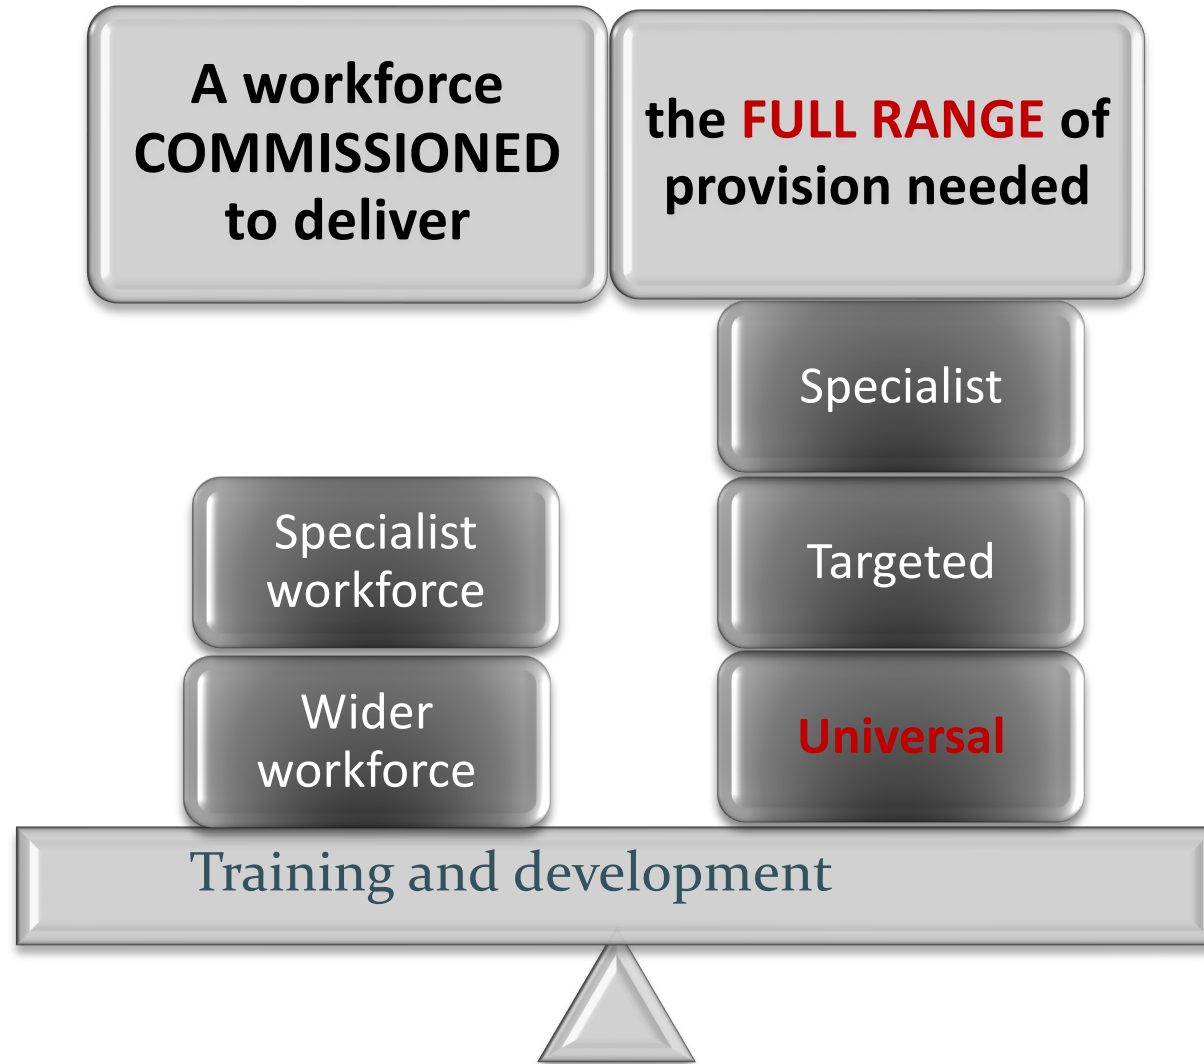 A workforce
COMMISSIONED
to deliver
the FULL RANGE of
provision needed
Specialist
Targeted
Universal
Specialist
workforce
Wider
workforce
Training and development